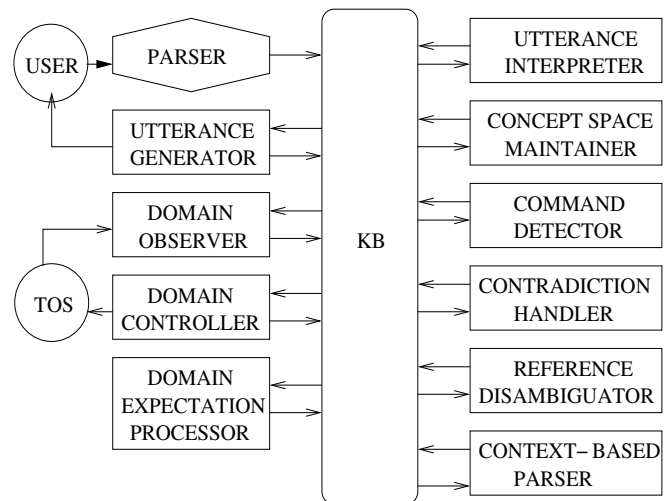 USER
PARSER
UTTERANCE
GENERATOR
DOMAIN
OBSERVER
TOS
DOMAIN
CONTROLLER
DOMAIN
EXPECTATION
PROCESSOR
KB
UTTERANCE
INTERPRETER
CONCEPT SPACE
MAINTAINER
COMMAND
DETECTOR
CONTRADICTION
HANDLER
REFERENCE
DISAMBIGUATOR
CONTEXT-BASED
PARSER